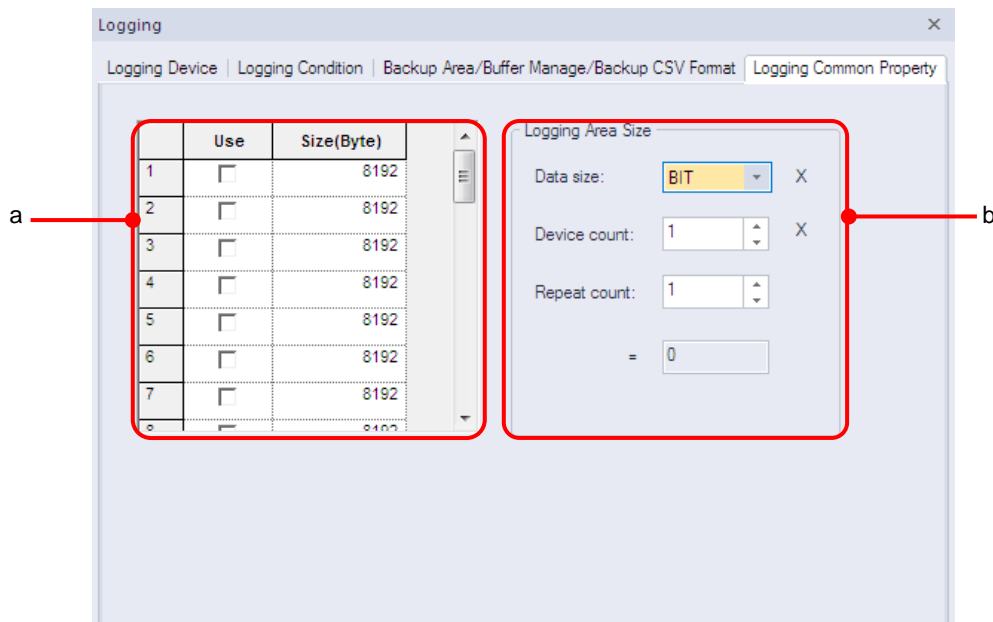 Logging ×
Logging Device | Logging Condition | Backup Area/Buffer Manage/Backup CSV Format | Logging Common Property
Use Size(Byte)
1 8192
2 8192
3 8192
4 8192
5 8192
6 8192
7 8192
8 8192
a
Logging Area Size
Data size: BIT X
Device count: 1 X
Repeat count: 1
= 0
b